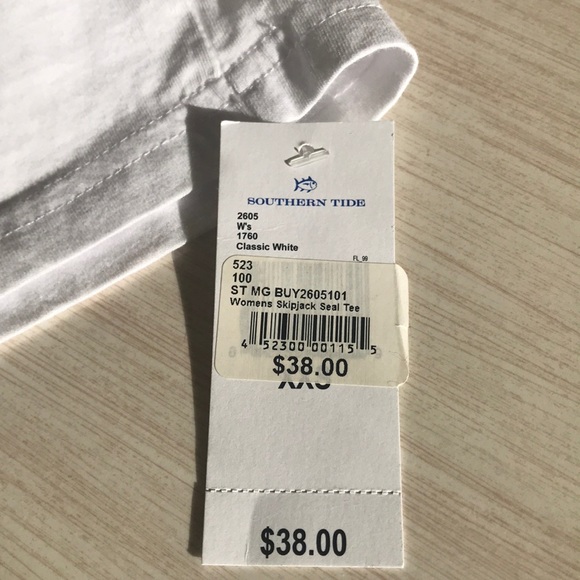 SOUTHERN TIDE
2605
W's
1760
Classic White
FL_99
523
100
ST MG BUY2605101
Womens Skipjack Seal Tee
4 52300 00115 5
$38.00
$38.00